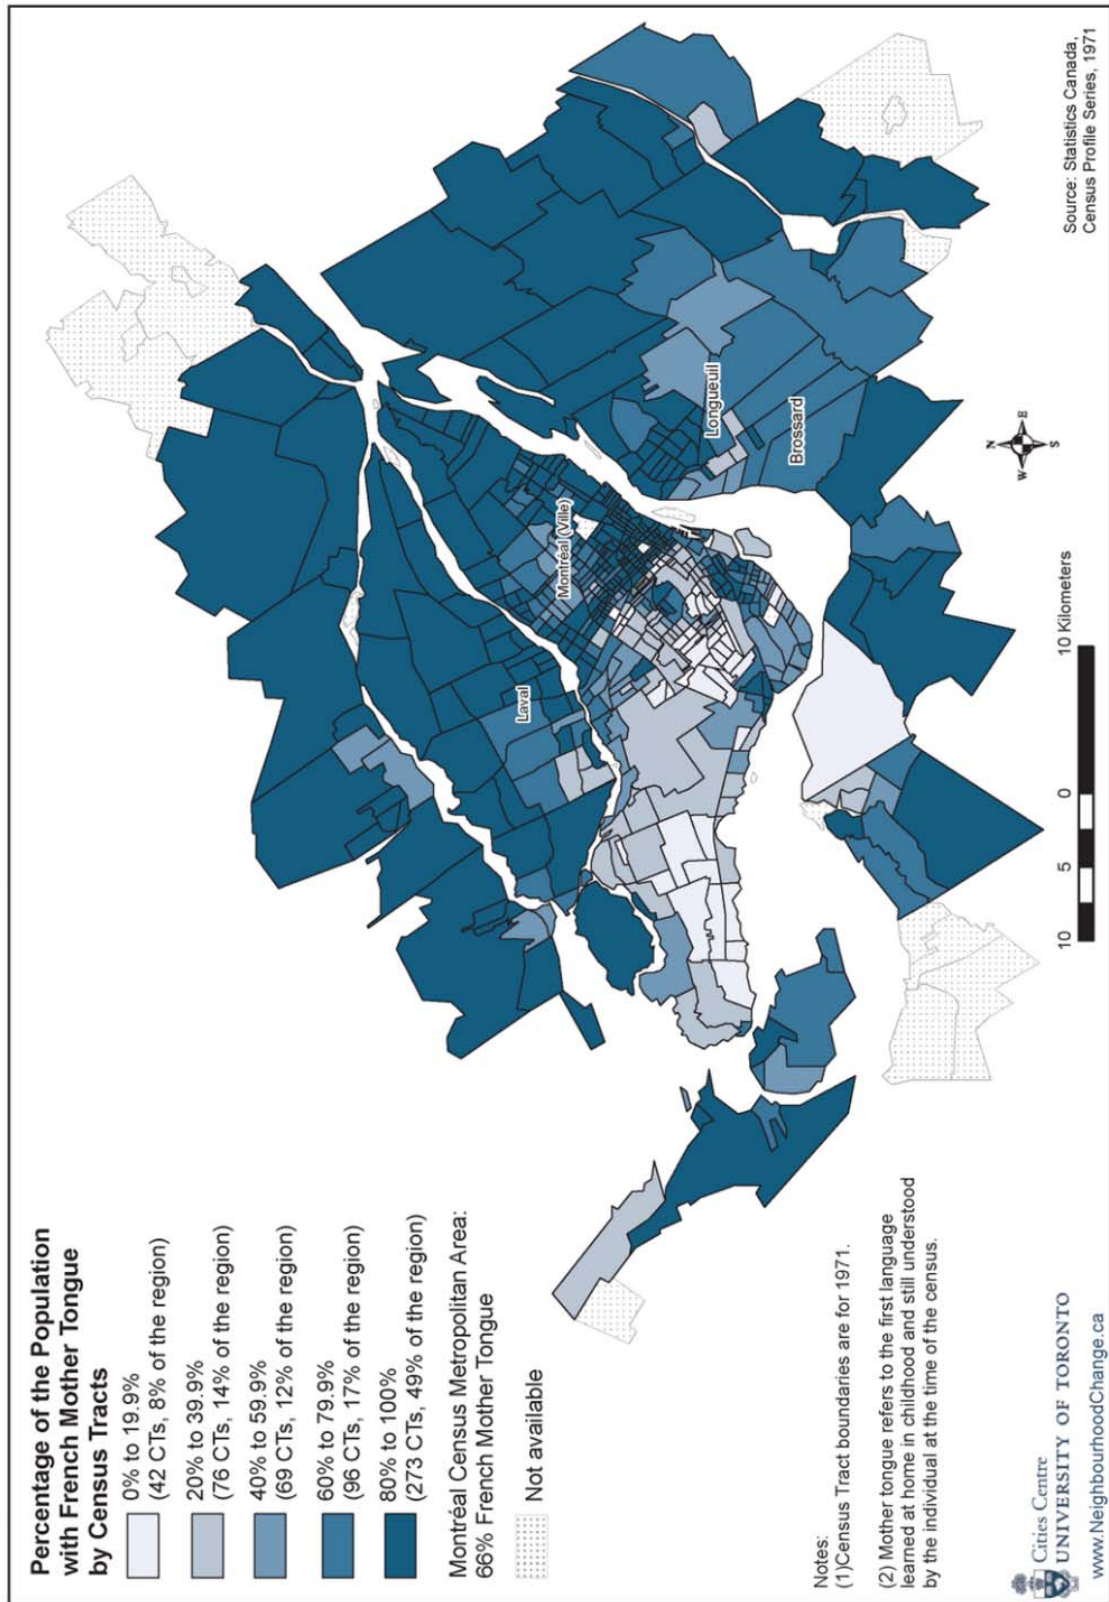 Percentage of the Population
with French Mother Tongue
by Census Tracts
0% to 19.9%
(42 CTs, 8% of the region)
20% to 39.9%
(76 CTs, 14% of the region)
40% to 59.9%
(69 CTs, 12% of the region)
60% to 79.9%
(96 CTs, 17% of the region)
80% to 100%
(273 CTs, 49% of the region)
Montréal Census Metropolitan Area:
66% French Mother Tongue
Not available
Laval
Montréal (Ville)
Longueuil
Brossard
Notes:
(1)Census Tract boundaries are for 1971.
(2) Mother tongue refers to the first language
learned at home in childhood and still understood
by the individual at the timne of the census.
Cities Centre
UNIVERSITY OF TORONTO
www.NeighbourhoodChange.ca
10 5 0 10 Kilometers
N
W E
S
Source: Statistics Canada,
Census Profile Series, 1971